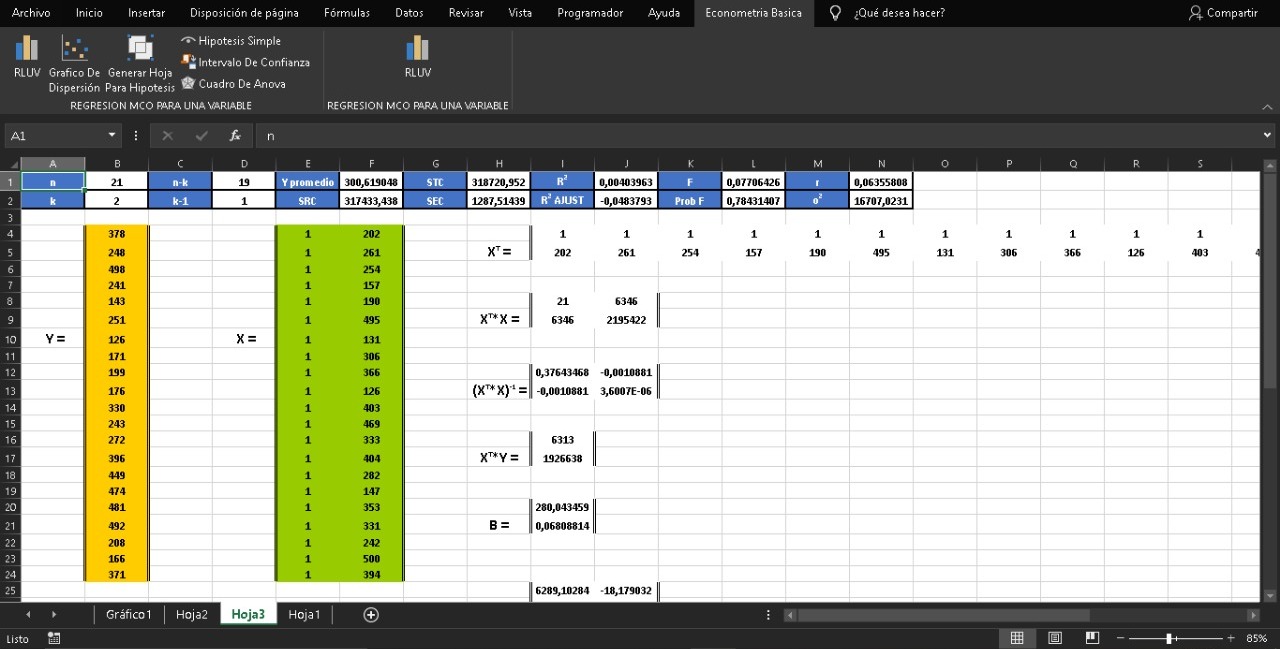 Archivo Inicio Insertar Disposición de página Fórmulas Datos Revisar Vista Programador Ayuda Econometria Basica ¿Qué desea hacer? Compartir
RLUV Grafico De Dispersión Generar Hoja Para Hipotesis Hipotesis Simple RLUV
Intervalo De Confianza
Cuadro De Anova
REGRESION MCO PARA UNA VARIABLE REGRESION MCO PARA UNA VARIABLE
A1 fx n
A B C D E F G H I J K L M N O P Q R S
1 n 21 n-k 19 Y promedio 300,619048 STC 318720,952 R² 0,00403963 F 0,07706426 r 0,06355808
2 k 2 k-1 1 SRC 317433,438 SEC 1287,51439 R² AJUST -0,0483793 Prob F 0,78431407 o² 16707,0231
3
4 378 1 202 1 1 1 1 1 1 1 1 1 1 1
5 248 1 261 Xᵀ = 202 261 254 157 190 495 131 306 366 126 403 4
6 498 1 254
7 241 1 157
8 143 1 190 21 6346
9 251 1 495 Xᵀ*X = 6346 2195422
10 Y = 126 X = 1 131
11 171 1 306
12 199 1 366 0,37643468 -0,0010881
13 176 1 126 (Xᵀ*X)⁻¹ = -0,0010881 3,6007E-06
14 330 1 403
15 243 1 469
16 272 1 333 6313
17 396 1 404 Xᵀ*Y = 1926638
18 449 1 282
19 474 1 147
20 481 1 353 280,043459
21 492 1 331 B = 0,06808814
22 208 1 242
23 166 1 500
24 371 1 394
25 6289,10284 -18,179032
Gráfico1 Hoja2 Hoja3 Hoja1
Listo 85%